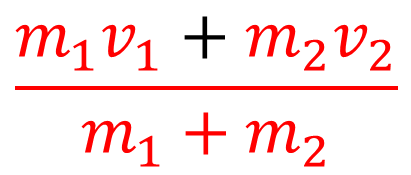 m₁v₁ + m₂v₂
m₁ + m₂